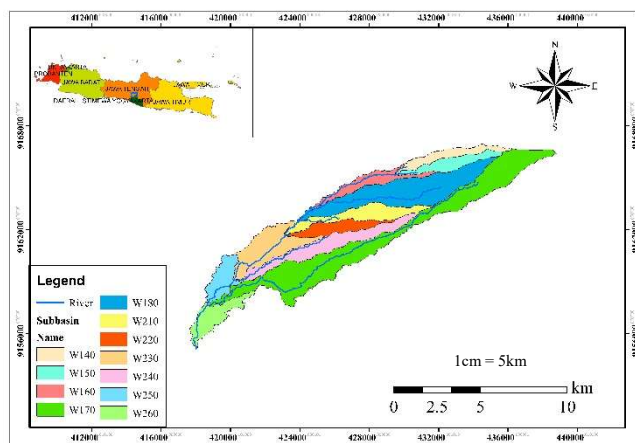 412000 416000 420000 424000 428000 432000 436000 440000
JAWA BARAT
JAWA TENGAH
JAWA TIMUR
N
W E
S
9168000
9162000
9156000
Legend
River
Subbasin
Name
W140
W150
W160
W170
W180
W210
W220
W230
W240
W250
W260
1cm = 5km
km
0 2.5 5 10
412000 416000 420000 424000 428000 432000 436000 440000